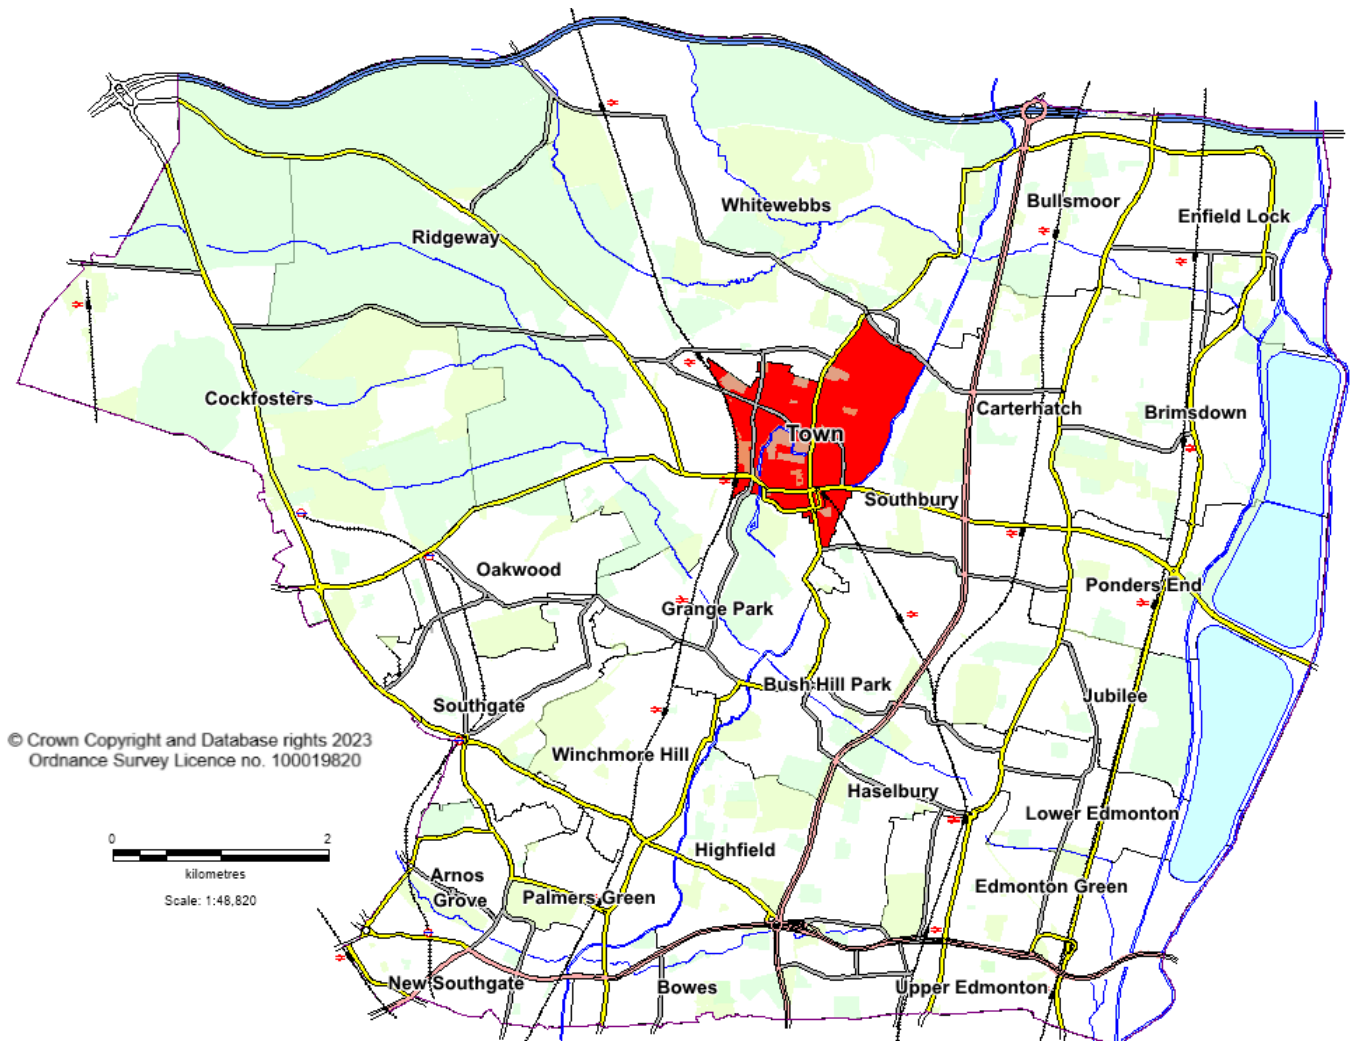 Whitewebbs
Bullsmoor
Enfield Lock
Ridgeway
Cockfosters
Carterhatch
Brimsdown
Town
Southbury
Oakwood
Ponders End
Grange Park
Bush Hill Park
Jubilee
Southgate
© Crown Copyright and Database rights 2023
Ordnance Survey Licence no. 100019820
Winchmore Hill
Haselbury
Lower Edmonton
0 2
kilometres
Scale: 1:48,820
Highfield
Arnos
Grove
Palmers Green
Edmonton Green
New Southgate
Bowes
Upper Edmonton